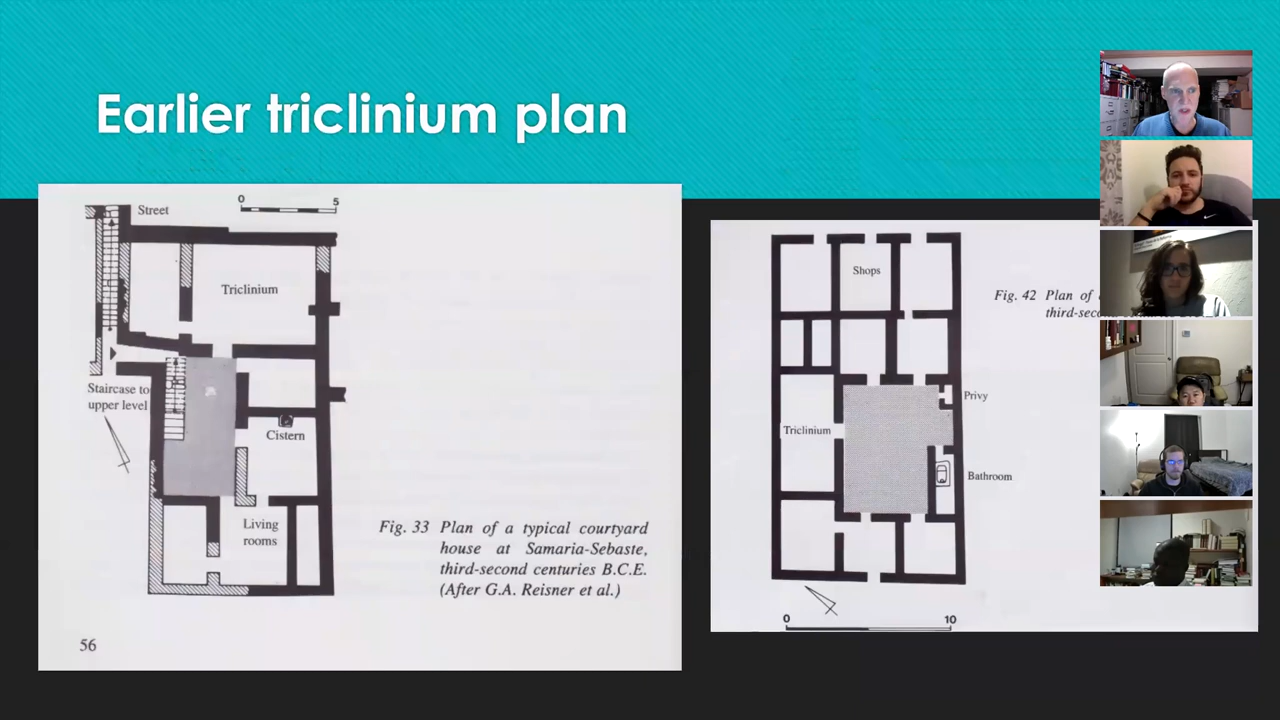 Earlier triclinium plan
0 5
Street
Triclinium
Staircase to
upper level
Cistern
Living
rooms
Fig. 33 Plan of a typical courtyard
house at Samaria-Sebaste,
third-second centuries B.C.E.
(After G.A. Reisner et al.)
56
Shops
Fig. 42 Plan of
Privy
Triclinium
Bathroom
0 10